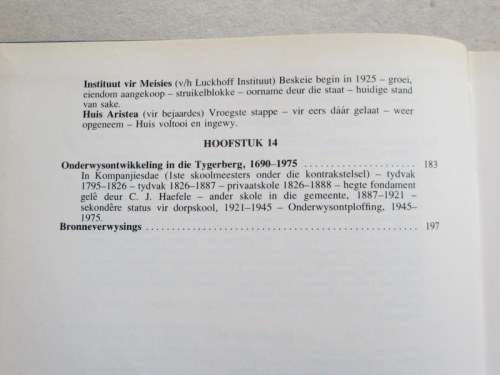 Instituut vir Meisies (v/h Luckhoff Instituut) Beskeie begin in 1925 – groei,
eiendom aangekoop – struikelblokke – oorname deur die staat – huidige stand
van sake.
Huis Aristea (vir bejaardes) Vroegste stappe – vir eers dáár gelaat – weer
opgeneem – Huis voltooi en ingewy.
HOOFSTUK 14
Onderwysontwikkeling in die Tygerberg, 1690–1975 ........................ 183
In Kompanjiesdae (1ste skoolmeesters onder die kontrakstelsel) – tydvak
1795–1826 – tydvak 1826–1887 – privaatskole 1826–1888 – hegte fondament
gelê deur C. J. Haefele – ander skole in die gemeente, 1887–1921 –
sekondêre status vir dorpskool, 1921–1945 – Onderwysontploffing, 1945–
1975.
Bronneverwysings ........................ 197